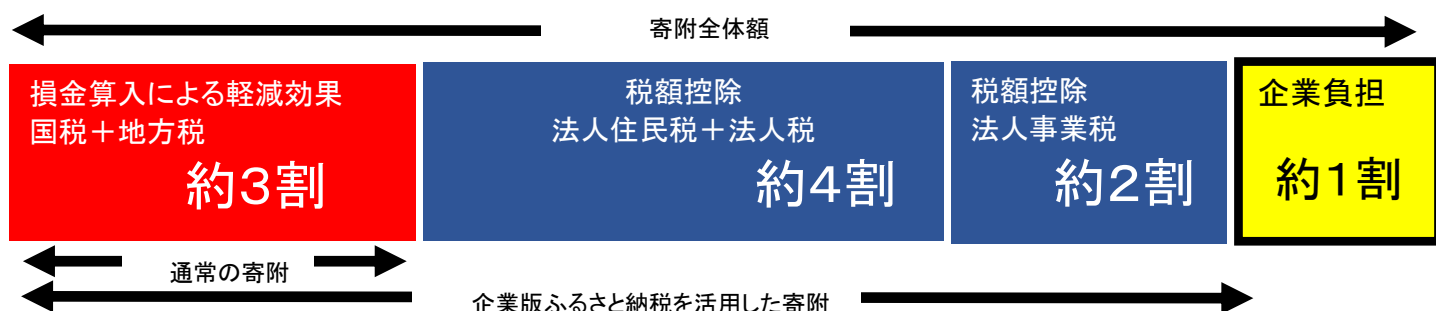 寄附全体額
損金算入による軽減効果
国税+地方税
約3割
税額控除
法人住民税+法人税
約4割
税額控除
法人事業税
約2割
企業負担
約1割
通常の寄附
企業版ふるさと納税を活用した寄附